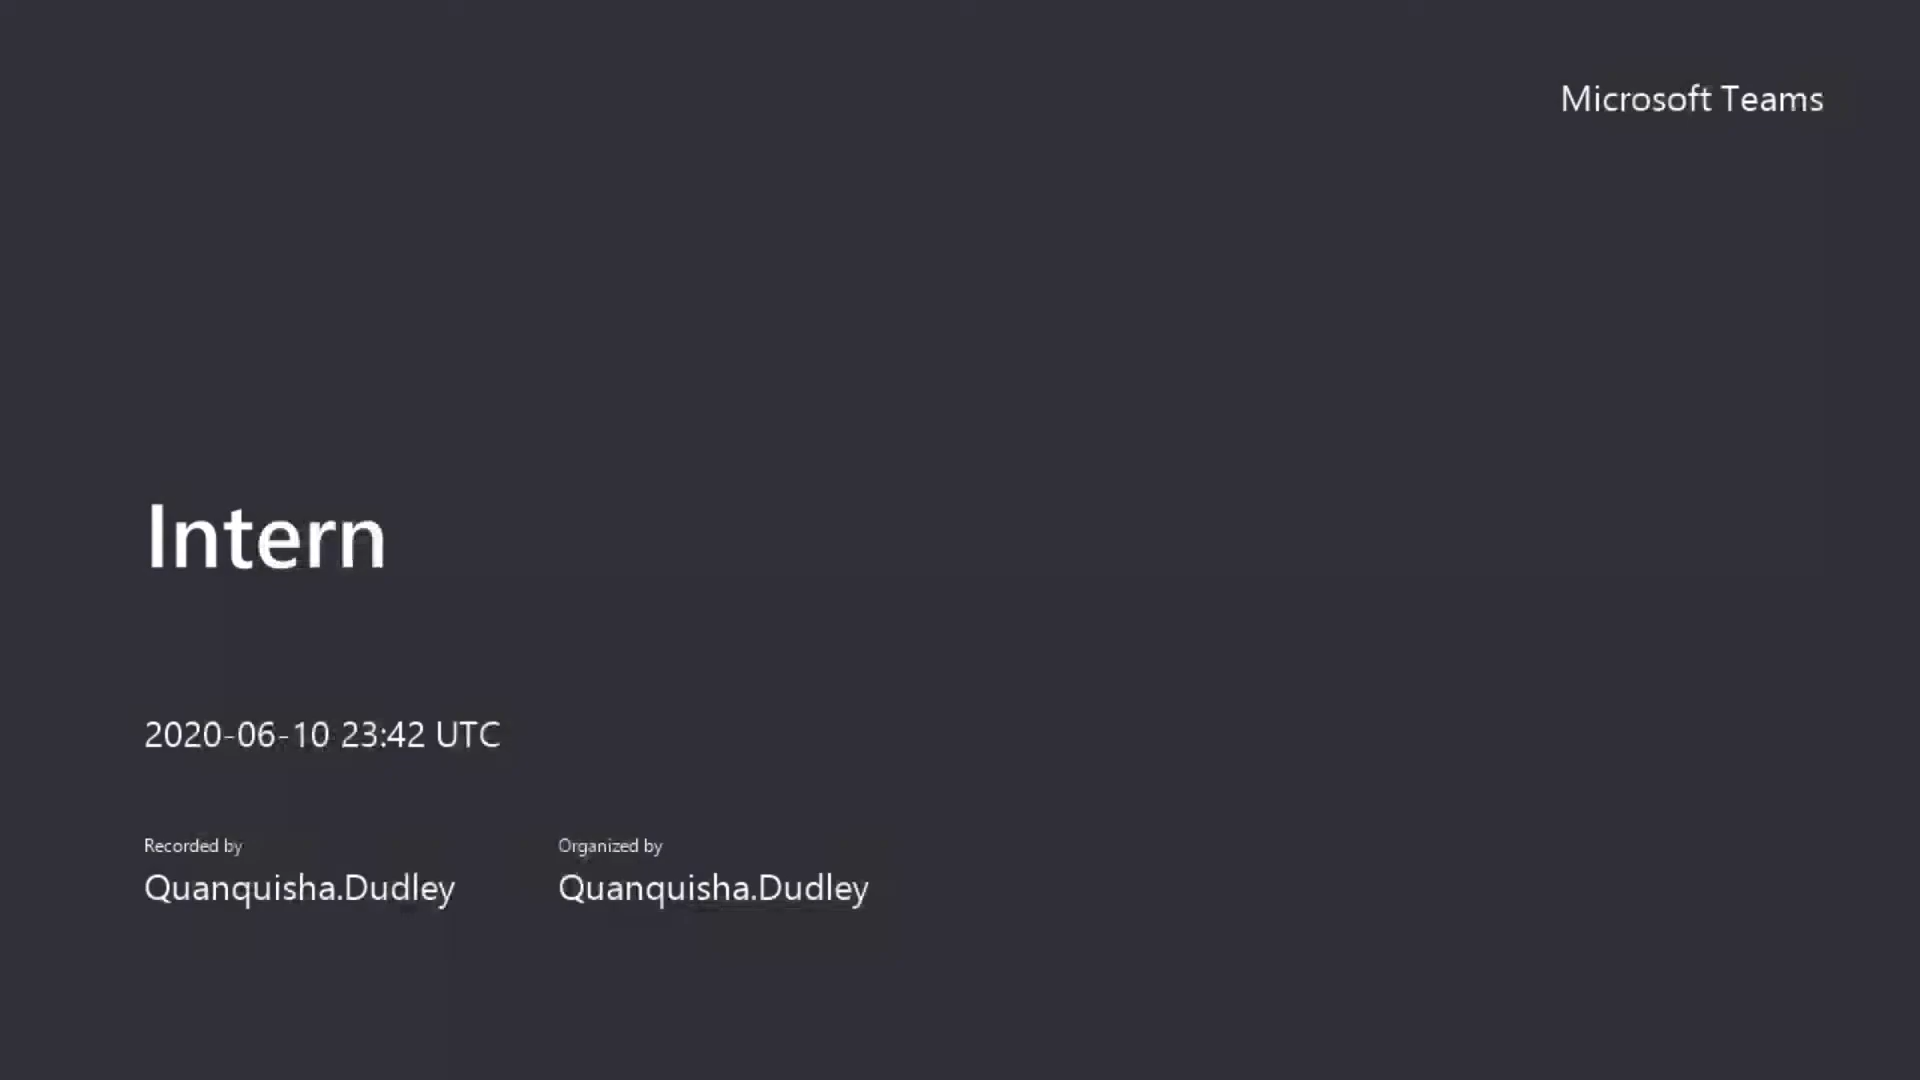 Microsoft Teams
Intern
2020-06-10 23:42 UTC
Recorded by
Quanquisha.Dudley
Organized by
Quanquisha.Dudley